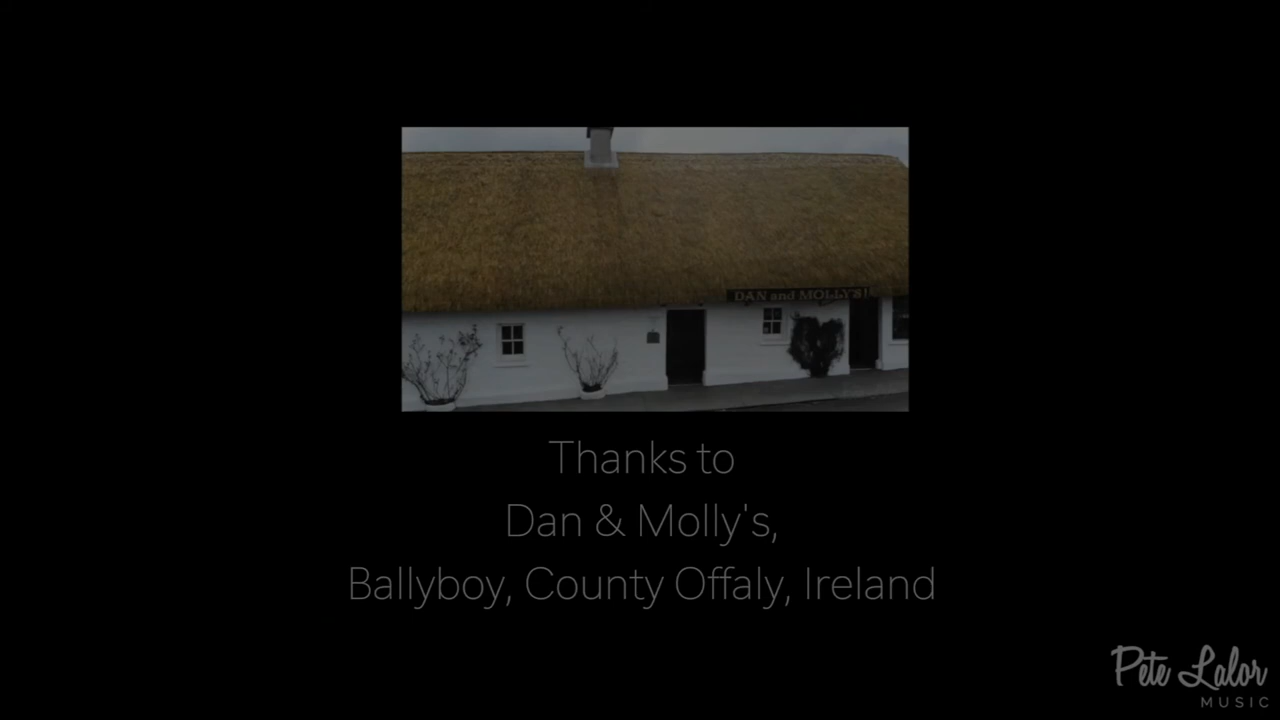 DAN and MOLLY'S!
Thanks to
Dan & Molly's,
Ballyboy, County Offaly, Ireland
Pete Lalor
MUSIC